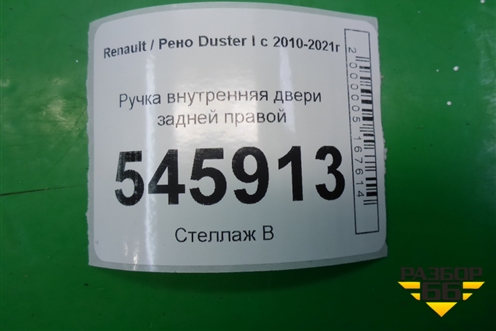 Renault / Рено Duster I с 2010-2021г
Ручка внутренняя двери
задней правой
545913
Стеллаж В
2000005167614
РАЗБОР
66